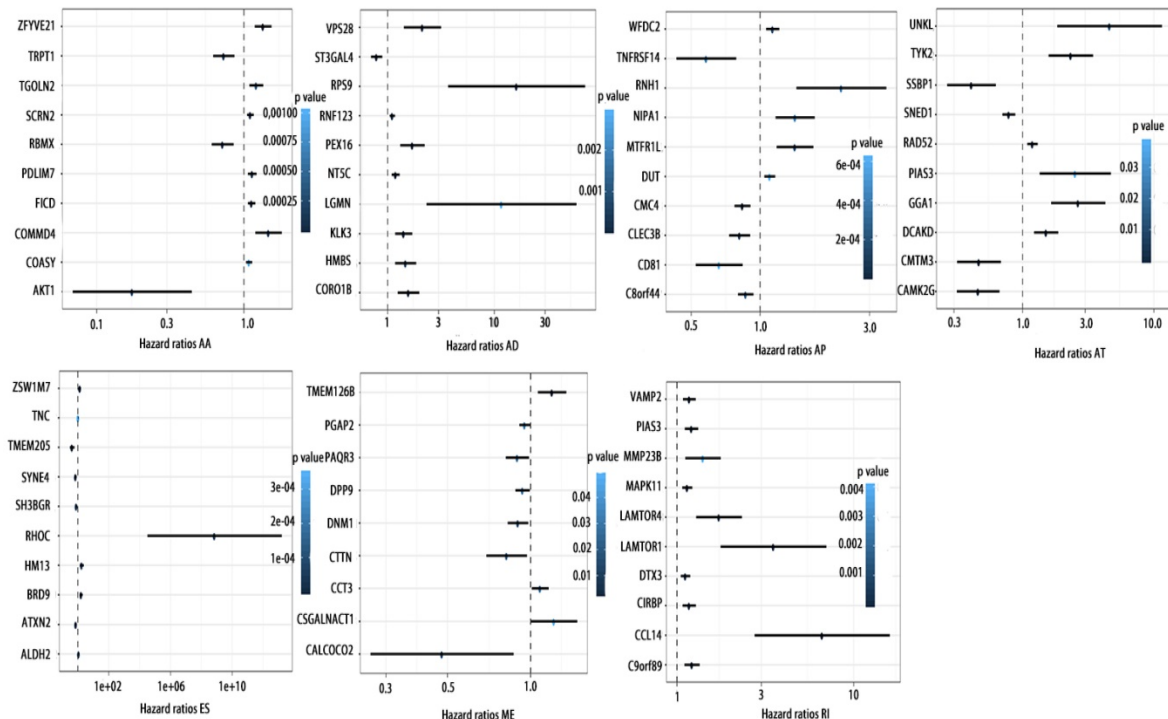 ZFYVE21
TRPT1
TGOLN2
SCRN2
RBMX
PDLIM7
FICD
COMMD4
COASY
AKT1
p value
0,00100
0.00075
0.00050
0.00025
0.1
0.3
1.0
Hazard ratios AA
VPS28
ST3GAL4
RPS9
RNF123
PEX16
NT5C
LGMN
KLK3
HMBS
CORO1B
p value
0.002
0.001
1
3
10
30
Hazard ratios AD
WFDC2
TNFRSF14
RNH1
NIPA1
MTFR1L
DUT
CMC4
CLEC3B
CD81
C8orf44
p value
6e-04
4e-04
2e-04
0.5
1.0
3.0
Hazard ratios AP
UNKL
TYK2
SSBP1
SNED1
RAD52
PIAS3
GGA1
DCAKD
CMTM3
CAMK2G
p value
0.03
0.02
0.01
0.3
1.0
3.0
10.0
Hazard ratios AT
ZSW1M7
TNC
TMEM205
SYNE4
SH3BGR
RHOC
HM13
BRD9
ATXN2
ALDH2
p value
3e-04
2e-04
1e-04
1e+02
1e+06
1e+10
Hazard ratios ES
TMEM126B
PGAP2
PAQR3
DPP9
DNM1
CTTN
CCT3
CSGALNACT1
CALCOCO2
p value
0.04
0.03
0.02
0.01
0.3
0.5
1.0
Hazard ratios ME
VAMP2
PIAS3
MMP23B
MAPK11
LAMTOR4
LAMTOR1
DTX3
CIRBP
CCL14
C9orf89
p value
0.004
0.003
0.002
0.001
1
3
10
Hazard ratios RI